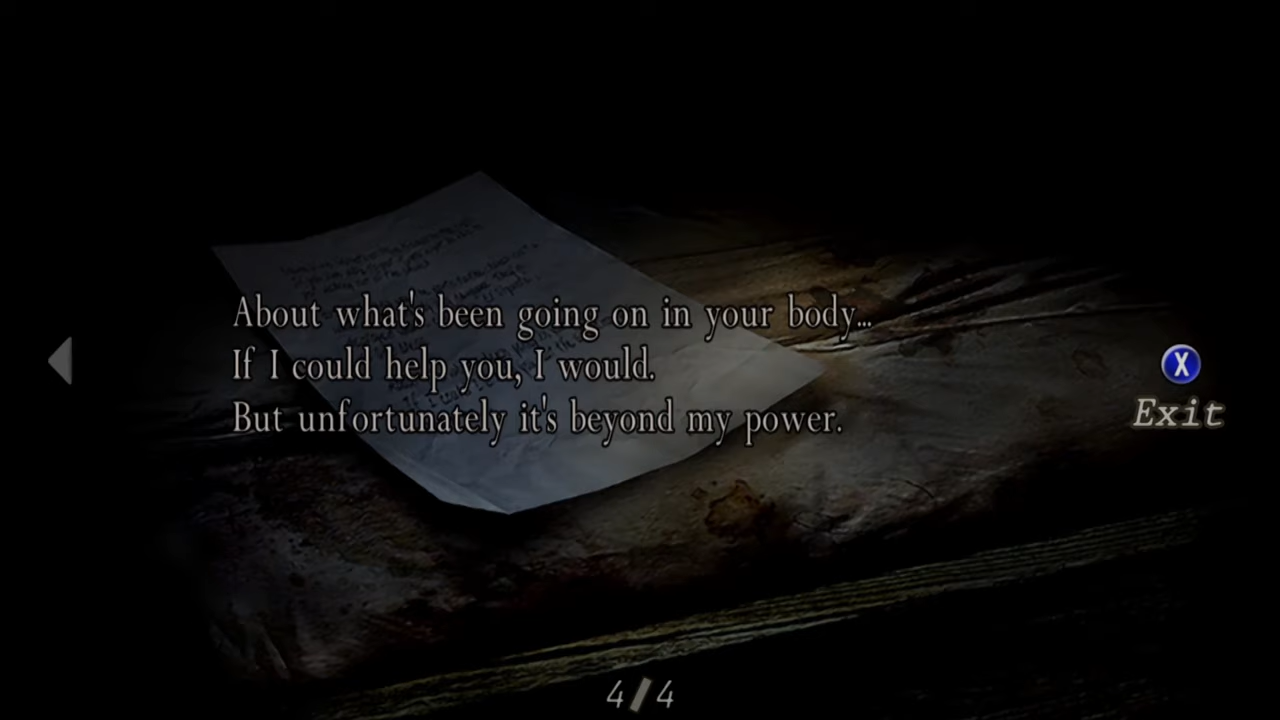 About what's been going on in your body...
If I could help you, I would.
But unfortunately it's beyond my power.
X
Exit
4/4